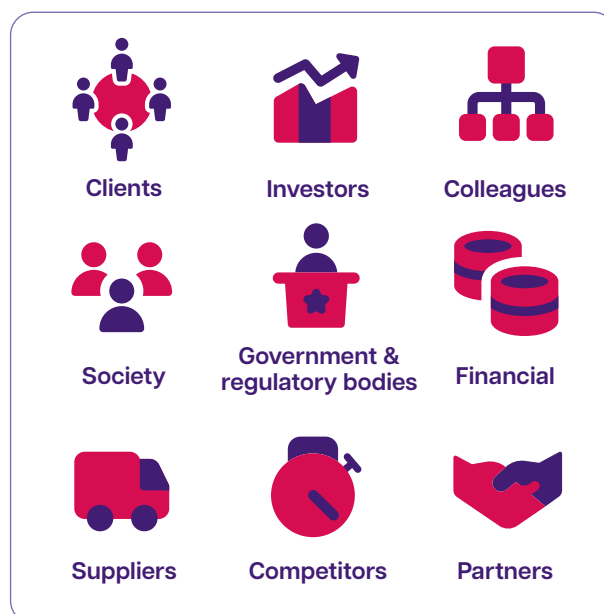 Clients
Investors
Colleagues
Society
Government &
regulatory bodies
Financial
Suppliers
Competitors
Partners